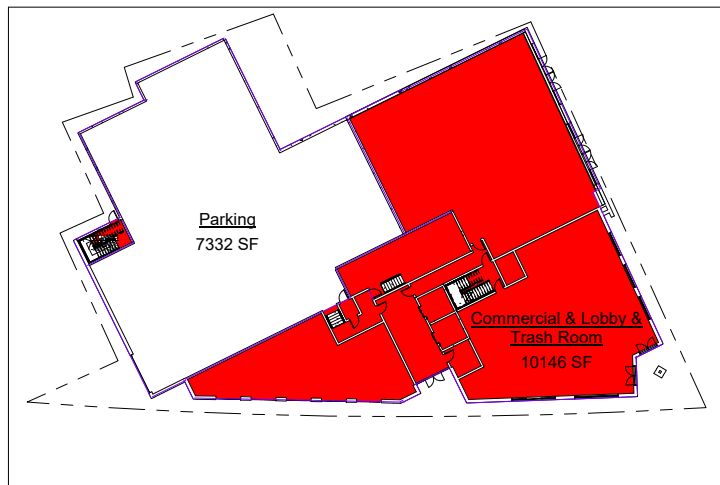 Parking
7332 SF
Commercial & Lobby &
Trash Room
10146 SF